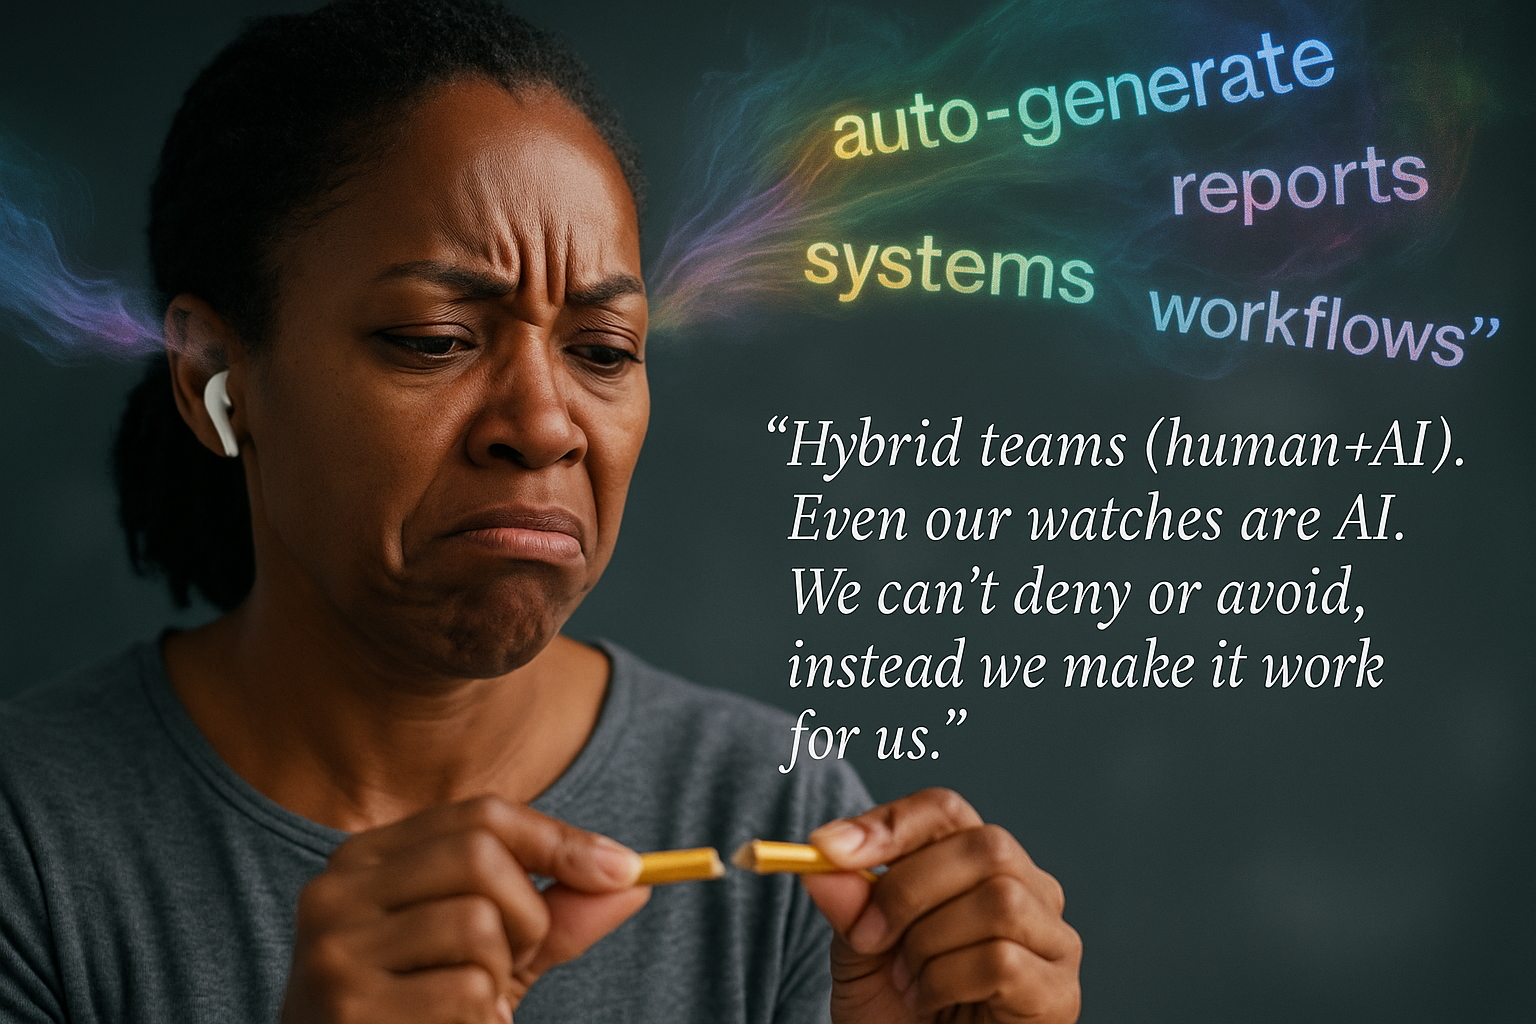 auto-generate
reports
systems
workflows”
“Hybrid teams (human+AI).
Even our watches are AI.
We can’t deny or avoid,
instead we make it work
for us.”